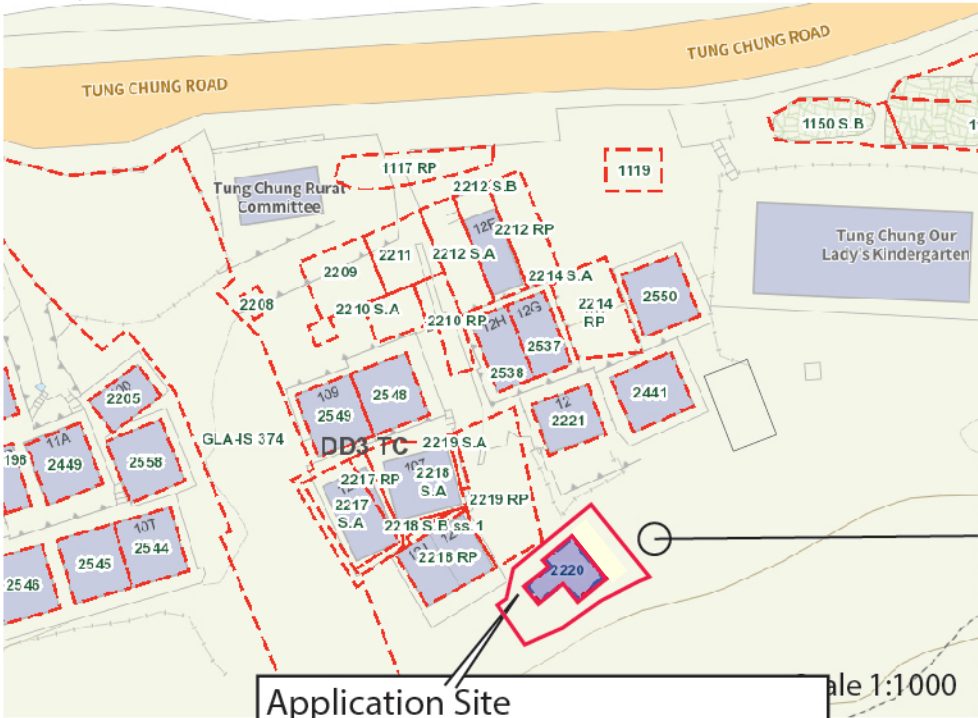 TUNG CHUNG ROAD
TUNG CHUNG ROAD
1150 S.B
1117 RP
1119
Tung Chung Rural
Committee
2212 S.B
2212 RP
Tung Chung Our
Lady's Kindergarten
2211
2212 S.A
2209
2214 S.A
2208
2210 S.A
2210 RP
2214
RP
2550
12H
12G
2537
2538
109
2548
2549
2205
2441
12
2221
GLA-IS 374
DD3 TC
2219 S.A
11A
198
2449
2558
2217 RP
2218
S.A
2217
S.A
2219 RP
2218 S.B ss.1
2218 RP
10T
2544
2545
2546
2220
Application Site
ale 1:1000